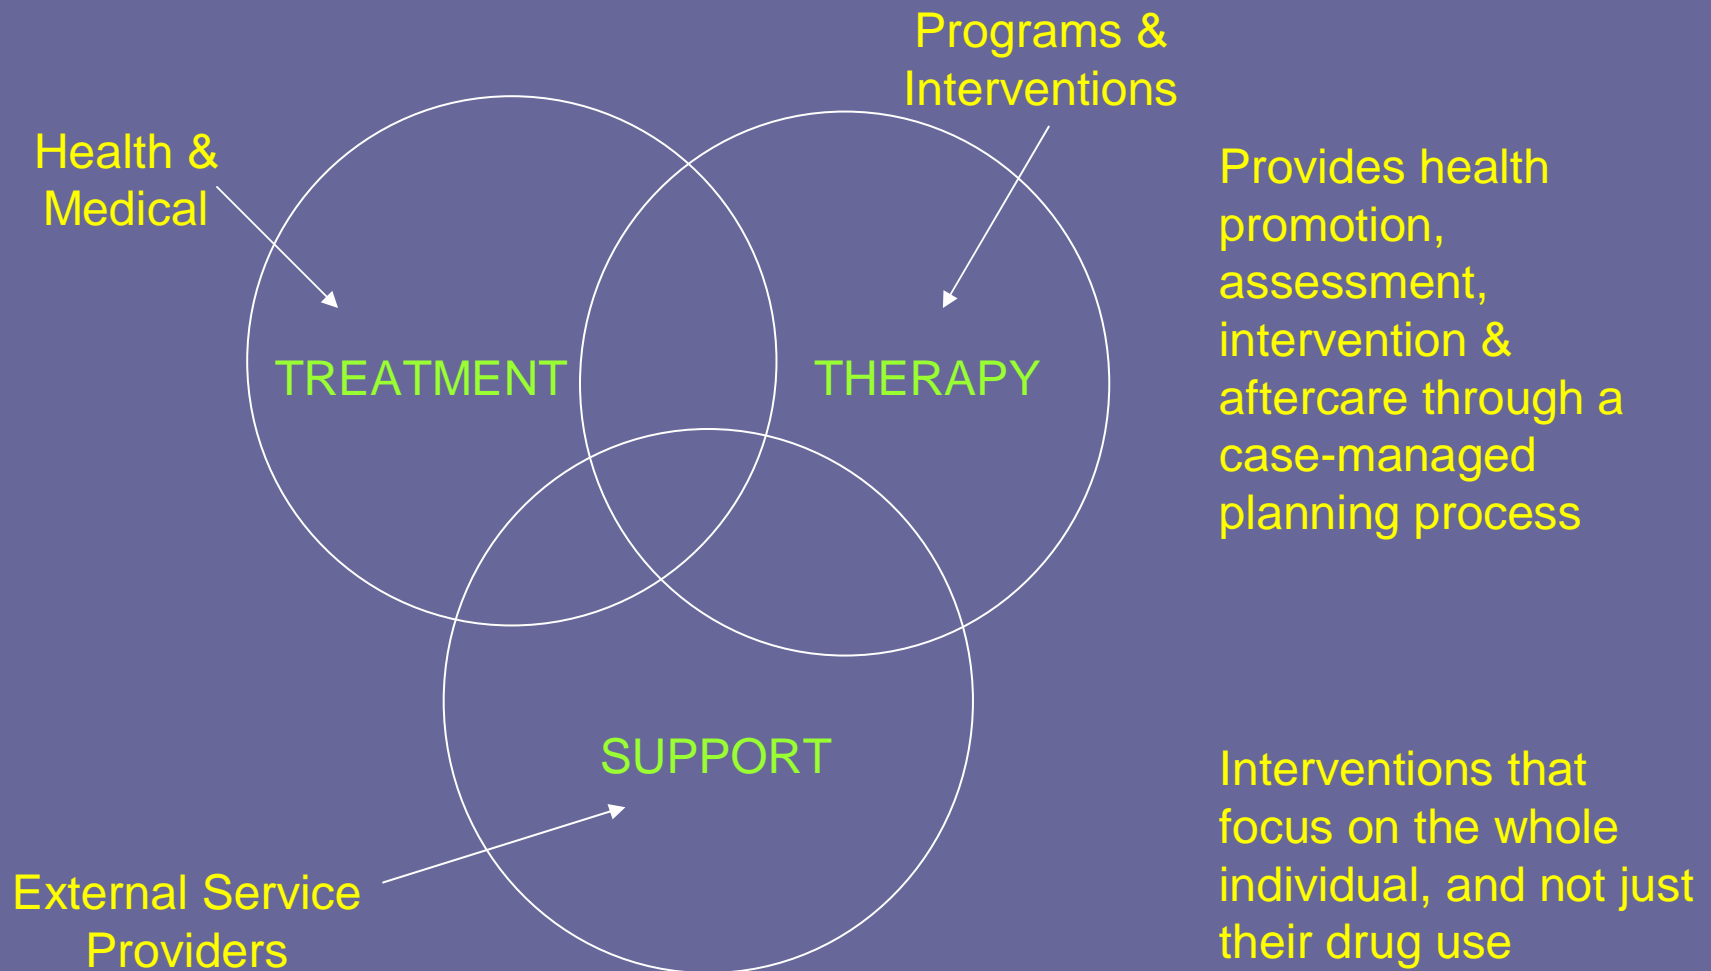 Programs &
Interventions
Health &
Medical
TREATMENT
THERAPY
SUPPORT
External Service
Providers
Provides health
promotion,
assessment,
intervention &
aftercare through a
case-managed
planning process
Interventions that
focus on the whole
individual, and not just
their drug use